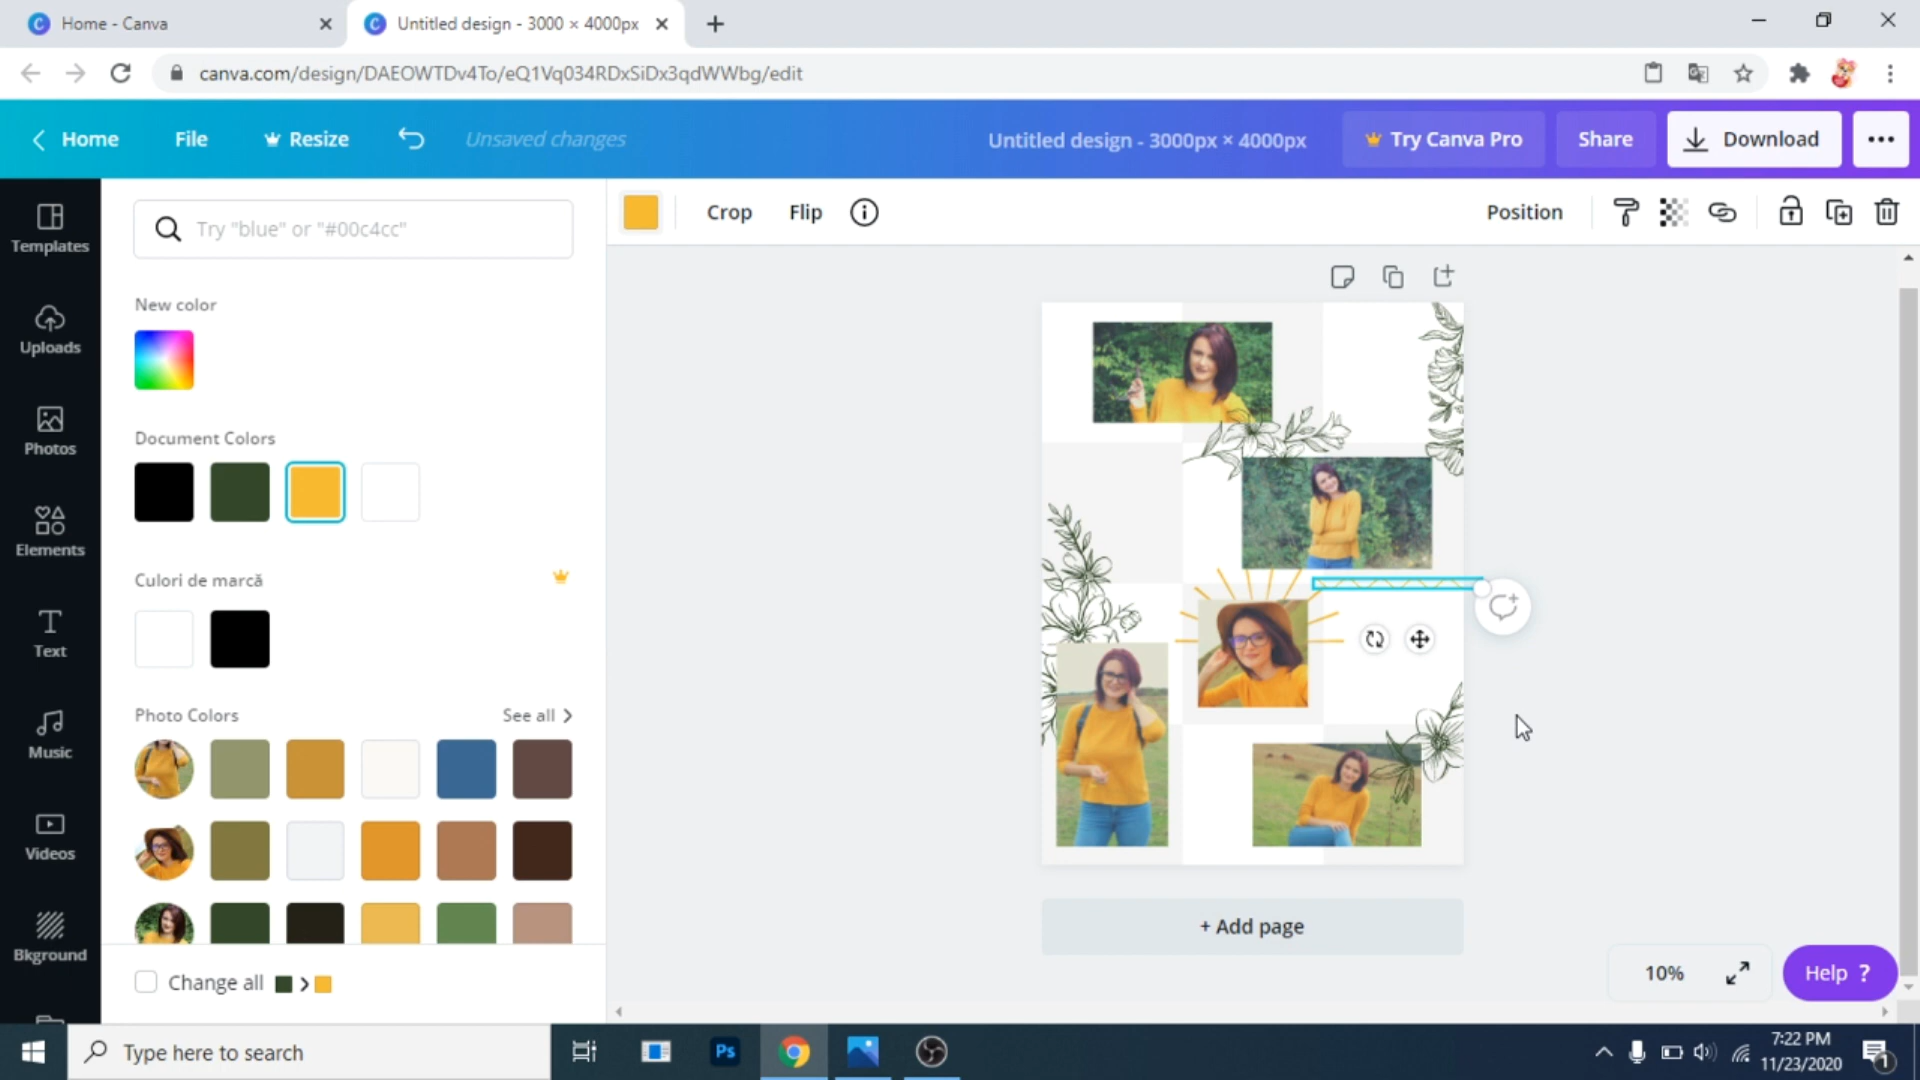 Home - Canva
Untitled design - 3000 × 4000px
canva.com/design/DAEOWTDv4To/eQ1Vq034RDxSiDx3qdWWbg/edit
Home
File
Resize
Unsaved changes
Untitled design - 3000px × 4000px
Try Canva Pro
Share
Download
Templates
Uploads
Photos
Elements
Text
Music
Videos
Bkground
Try "blue" or "#00c4cc"
New color
Document Colors
Culori de marcă
Photo Colors
See all
Change all
Crop
Flip
Position
+ Add page
10%
Help ?
Type here to search
Ps
7:22 PM
11/23/2020
1